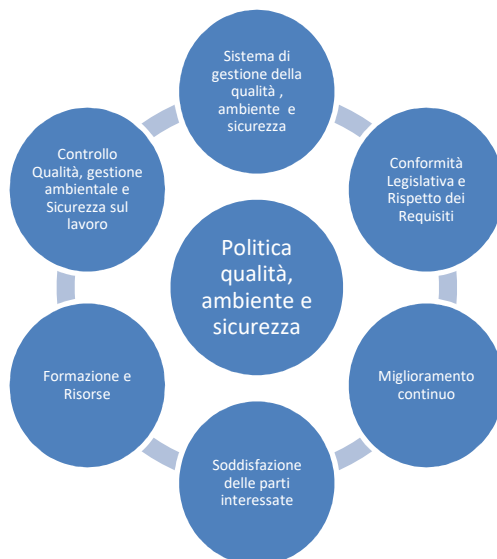 Sistema di
gestione della
qualità ,
ambiente e
sicurezza
Controllo
Qualità, gestione
ambientale e
Sicurezza sul
lavoro
Conformità
Legislativa e
Rispetto dei
Requisiti
Politica
qualità,
ambiente e
sicurezza
Formazione e
Risorse
Miglioramento
continuo
Soddisfazione
delle parti
interessate